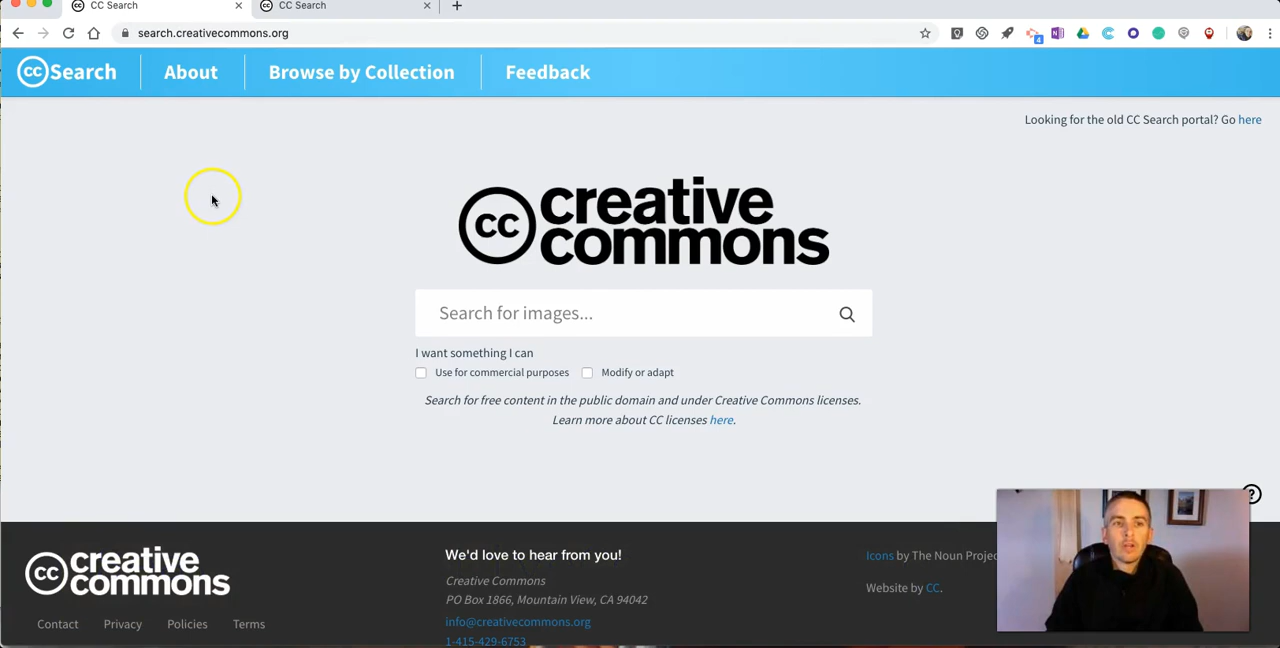 CC Search
CC Search
search.creativecommons.org
4
cc Search
About
Browse by Collection
Feedback
Looking for the old CC Search portal? Go here
cc creative commons
Search for images...
I want something I can
Use for commercial purposes
Modify or adapt
Search for free content in the public domain and under Creative Commons licenses.
Learn more about CC licenses here.
?
cc creative commons
We'd love to hear from you!
Creative Commons
PO Box 1866, Mountain View, CA 94042
info@creativecommons.org
1-415-429-6753
Icons by The Noun Projec
Website by CC.
Contact
Privacy
Policies
Terms